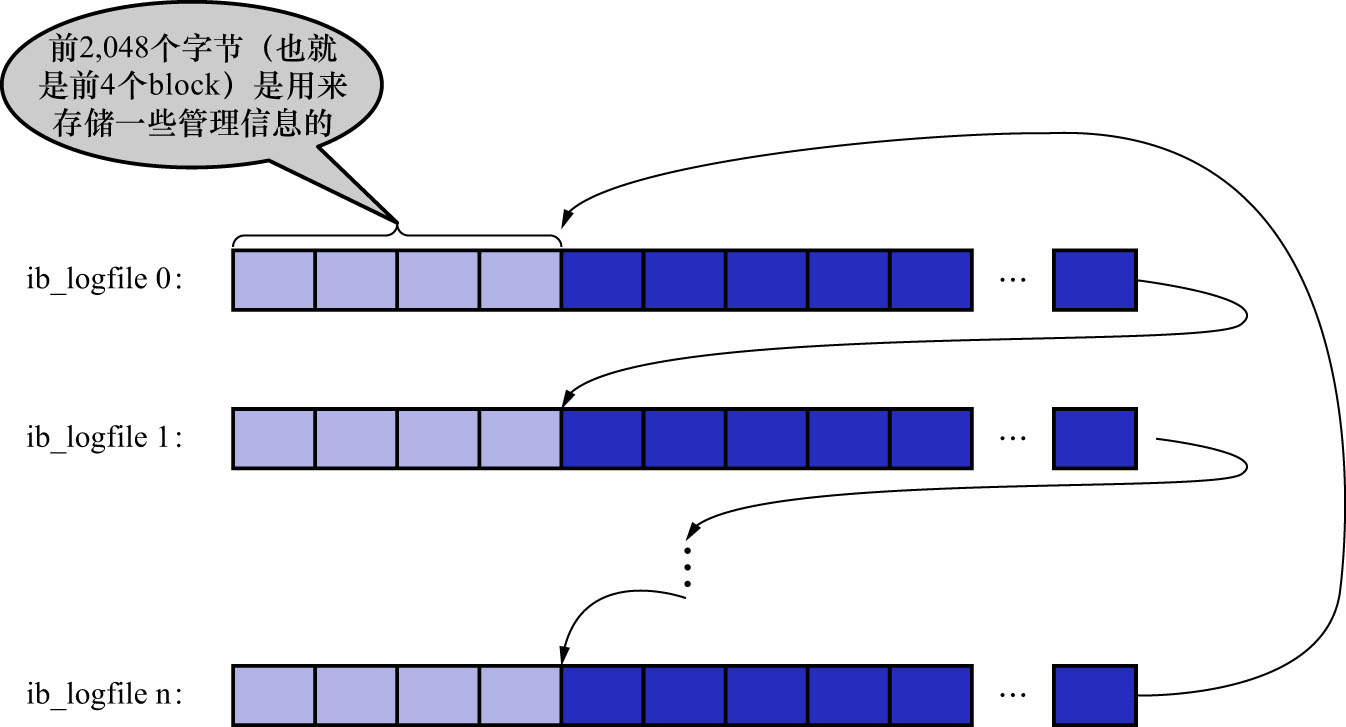 前2,048个字节（也就
是前4个block）是用来
存储一些管理信息的
ib_logfile 0:
...
ib_logfile 1:
...
ib_logfile n:
...